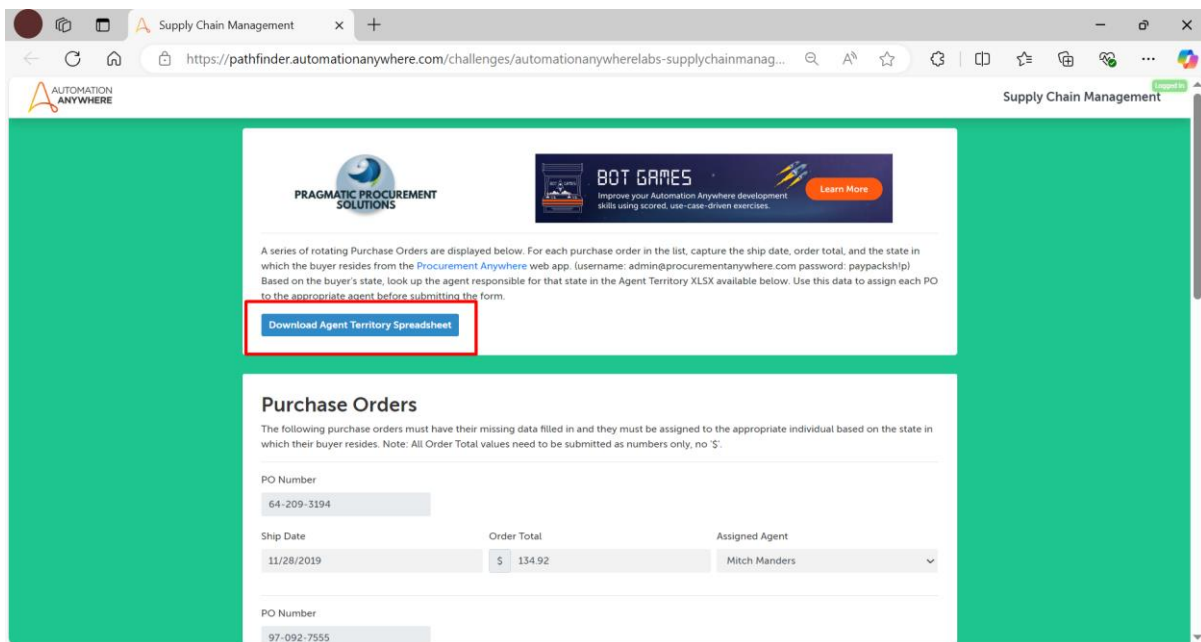 Supply Chain Management
https://pathfinder.automationanywhere.com/challenges/automationanywherelabs-supplychainmanag...
AUTOMATION
ANYWHERE
Logged in
Supply Chain Management
PRAGMATIC PROCUREMENT
SOLUTIONS
BOT GAMES
Improve your Automation Anywhere development
skills using scored, use-case-driven exercises.
Learn More
A series of rotating Purchase Orders are displayed below. For each purchase order in the list, capture the ship date, order total, and the state in
which the buyer resides from the Procurement Anywhere web app. (username: admin@procurementanywhere.com password: paypacksh!p)
Based on the buyer's state, look up the agent responsible for that state in the Agent Territory XLSX available below. Use this data to assign each PO
to the appropriate agent before submitting the form.
Download Agent Territory Spreadsheet
Purchase Orders
The following purchase orders must have their missing data filled in and they must be assigned to the appropriate individual based on the state in
which their buyer resides. Note: All Order Total values need to be submitted as numbers only, no '$'.
PO Number
64-209-3194
Ship Date Order Total Assigned Agent
11/28/2019 $ 134.92 Mitch Manders
PO Number
97-092-7555